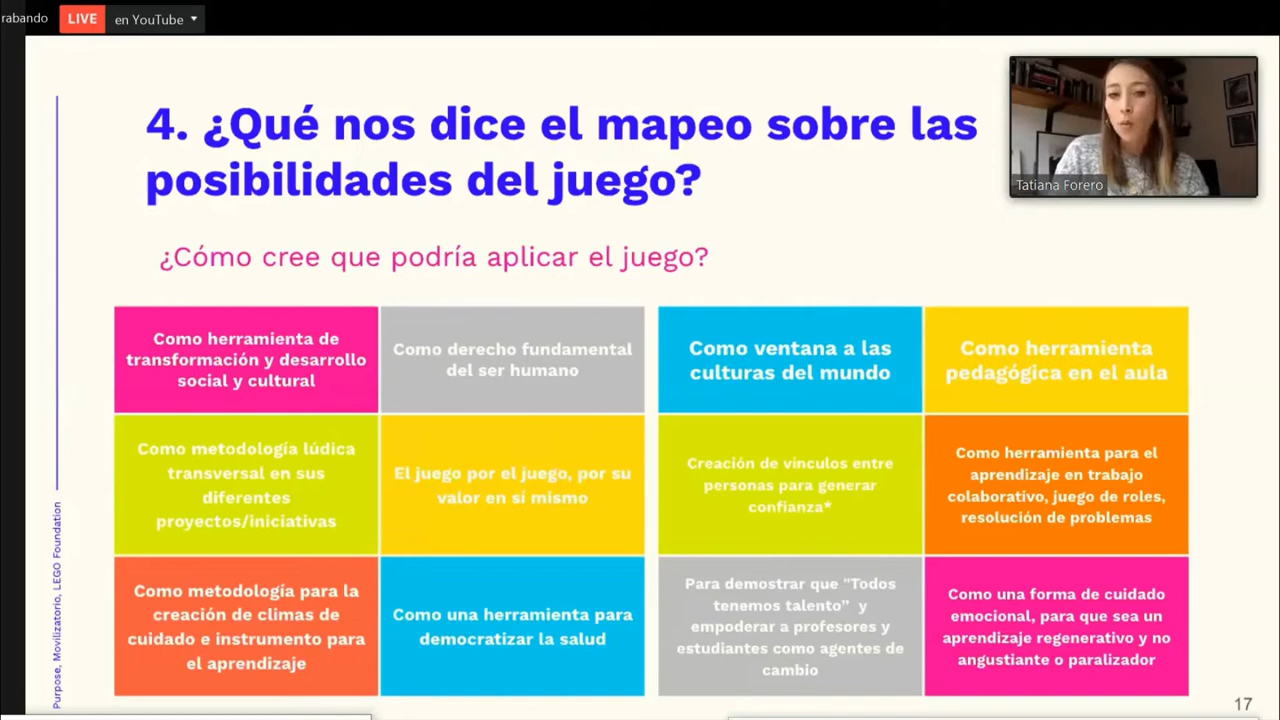 rabando
LIVE
en YouTube
4. ¿Qué nos dice el mapeo sobre las
posibilidades del juego?
Tatiana Forero
¿Cómo cree que podría aplicar el juego?
Como herramienta de
transformación y desarrollo
social y cultural
Como derecho fundamental
del ser humano
Como ventana a las
culturas del mundo
Como herramienta
pedagógica en el aula
Como metodología lúdica
transversal en sus
diferentes
proyectos/iniciativas
El juego por el juego, por su
valor en sí mismo
Creación de vínculos entre
personas para generar
confianza*
Como herramienta para el
aprendizaje en trabajo
colaborativo, juego de roles,
resolución de problemas
Como metodología para la
creación de climas de
cuidado e instrumento para
el aprendizaje
Como una herramienta para
democratizar la salud
Para demostrar que "Todos
tenemos talento” y
empoderar a profesores y
estudiantes como agentes de
cambio
Como una forma de cuidado
emocional, para que sea un
aprendizaje regenerativo y no
angustiante o paralizador
Purpose, Movilizatorio, LEGO Foundation
17